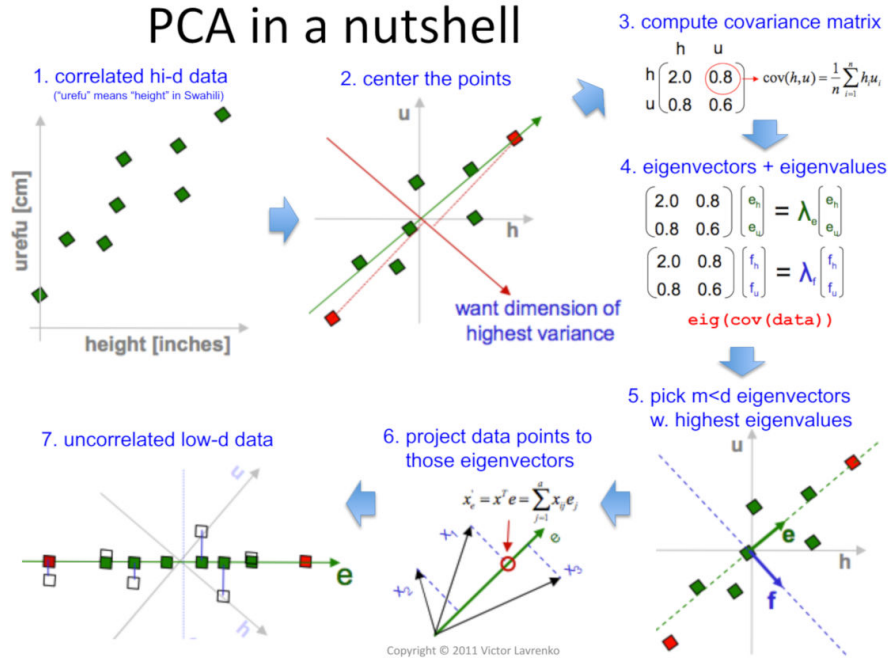 PCA in a nutshell
1. correlated hi-d data
("urefu" means "height" in Swahili)
urefu [cm]
height [inches]
2. center the points
u
h
want dimension of
highest variance
3. compute covariance matrix
h u
h 2.0 0.8 cov(h,u) = 1/n ∑ i=1 n h_i u_i
u 0.8 0.6
4. eigenvectors + eigenvalues
2.0 0.8 e_h = λ_e e_h
0.8 0.6 e_u e_u
2.0 0.8 f_h = λ_f f_h
0.8 0.6 f_u f_u
eig(cov(data))
5. pick m<d eigenvectors
w. highest eigenvalues
u
e
h
f
6. project data points to
those eigenvectors
x'_e = x^T e = ∑ j=1 d x_ij e_j
x_1
e
x_2
x_3
7. uncorrelated low-d data
u
e
h
Copyright © 2011 Victor Lavrenko